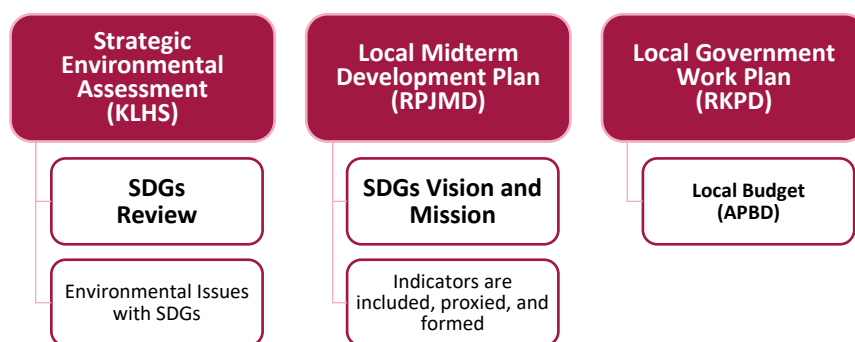 Strategic
Environmental
Assessment
(KLHS)
SDGs
Review
Environmental Issues
with SDGs
Local Midterm
Development Plan
(RPJMD)
SDGs Vision and
Mission
Indicators are
included, proxied, and
formed
Local Government
Work Plan
(RKPD)
Local Budget
(APBD)